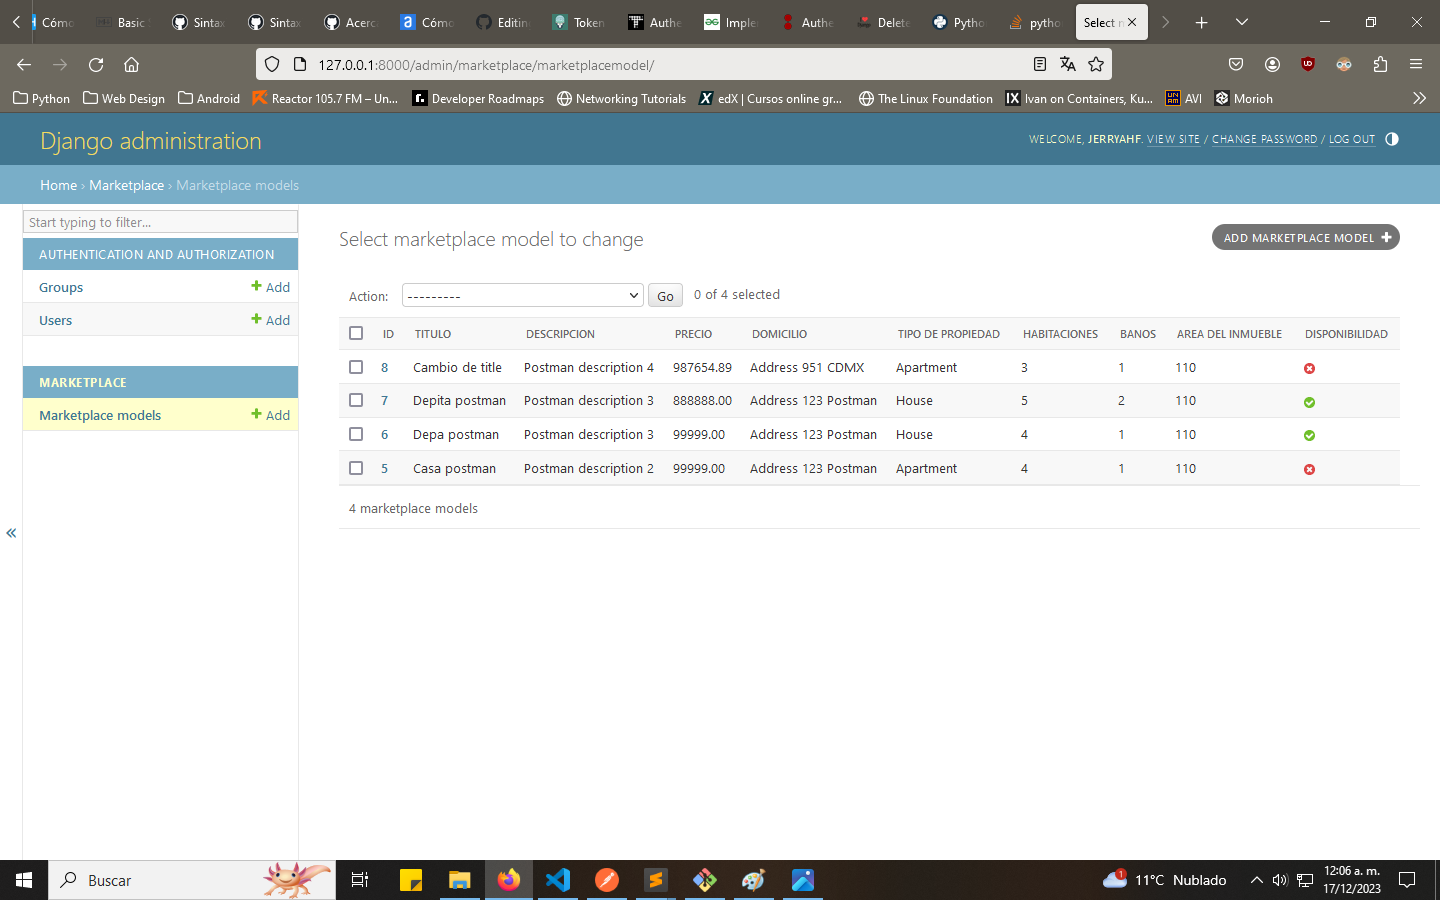 Cómo
Basic
Sintax
Sintax
Acerc
Cómo
Editin
Token
Authe
Imple
Authe
Delete
Pytho
pytho
Select
127.0.0.1:8000/admin/marketplace/marketplacemodel/
Python
Web Design
Android
Reactor 105.7 FM – Un...
Developer Roadmaps
Networking Tutorials
edX | Cursos online gr...
The Linux Foundation
Ivan on Containers, Ku...
AVI
Morioh
Django administration
WELCOME, JERRYAHF. VIEW SITE / CHANGE PASSWORD / LOG OUT
Home › Marketplace › Marketplace models
Start typing to filter...
AUTHENTICATION AND AUTHORIZATION
Groups + Add
Users + Add
MARKETPLACE
Marketplace models + Add
«
Select marketplace model to change
ADD MARKETPLACE MODEL +
Action: --------- Go 0 of 4 selected
ID TITULO DESCRIPCION PRECIO DOMICILIO TIPO DE PROPIEDAD HABITACIONES BANOS AREA DEL INMUEBLE DISPONIBILIDAD
8 Cambio de title Postman description 4 987654.89 Address 951 CDMX Apartment 3 1 110
7 Depita postman Postman description 3 888888.00 Address 123 Postman House 5 2 110
6 Depa postman Postman description 3 99999.00 Address 123 Postman House 4 1 110
5 Casa postman Postman description 2 99999.00 Address 123 Postman Apartment 4 1 110
4 marketplace models
Buscar
1
11°C Nublado
12:06 a. m.
17/12/2023